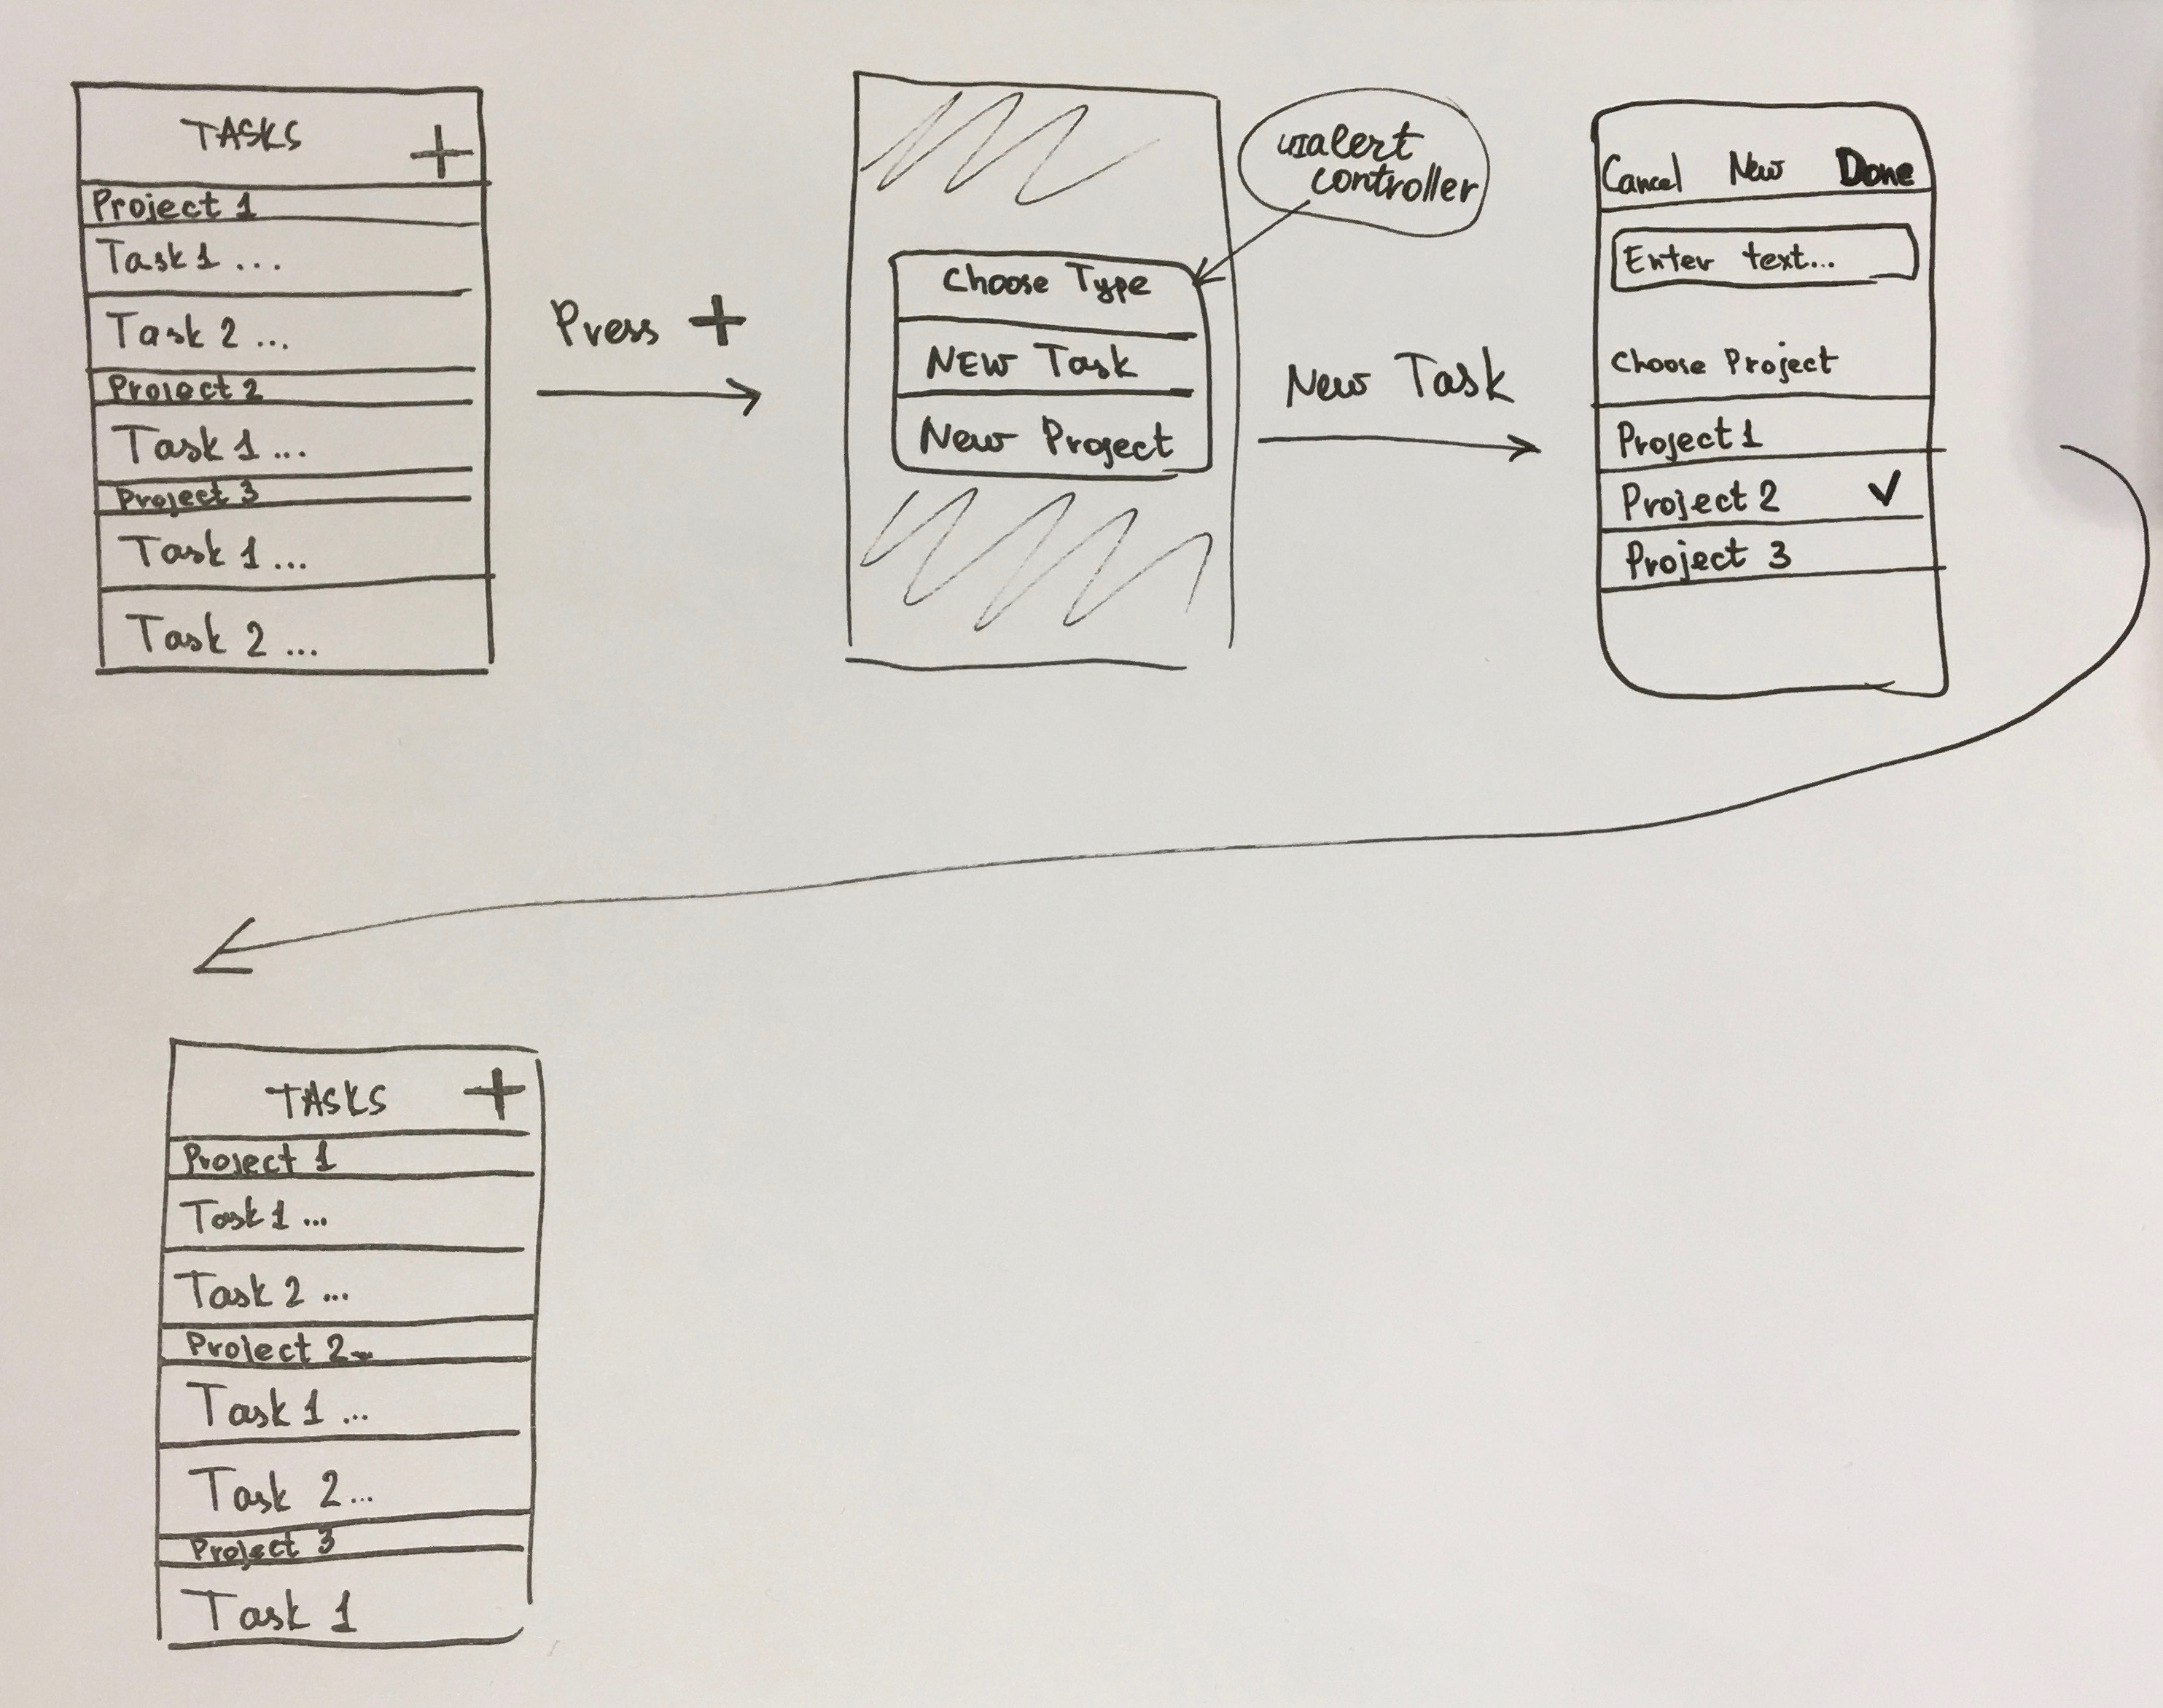 TASKS +
Project 1
Task 1 ...
Task 2 ...
Project 2
Task 1 ...
Project 3
Task 1 ...
Task 2 ...
Press +
Choose Type
NEW Task
New Project
UIalert
controller
New Task
Cancel New Done
Enter text...
Choose Project
Project 1
Project 2 ✓
Project 3
TASKS +
Project 1
Task 1 ...
Task 2 ...
Project 2
Task 1 ...
Task 2 ...
Project 3
Task 1